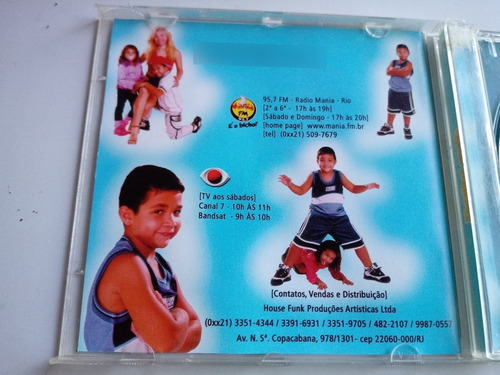 95,7 FM - Radio Mania - Rio
[2ª a 6ª - 17h às 19h]
[Sábado e Domingo - 17h às 20h]
[home page] www.mania.fm.br
[tel] (0xx21) 509-7679
FM
É o bicho!
[TV aos sábados]
Canal 7 - 10h ÀS 11h
Bandsat - 9h ÀS 10h
[Contatos, Vendas e Distribuição]
House Funk Produções Artísticas Ltda
(0xx21) 3351-4344 / 3391-6931 / 3351-9705 / 482-2107 / 9987-0557
Av. N. Sª. Copacabana, 978/1301- cep 22060-000/RJ